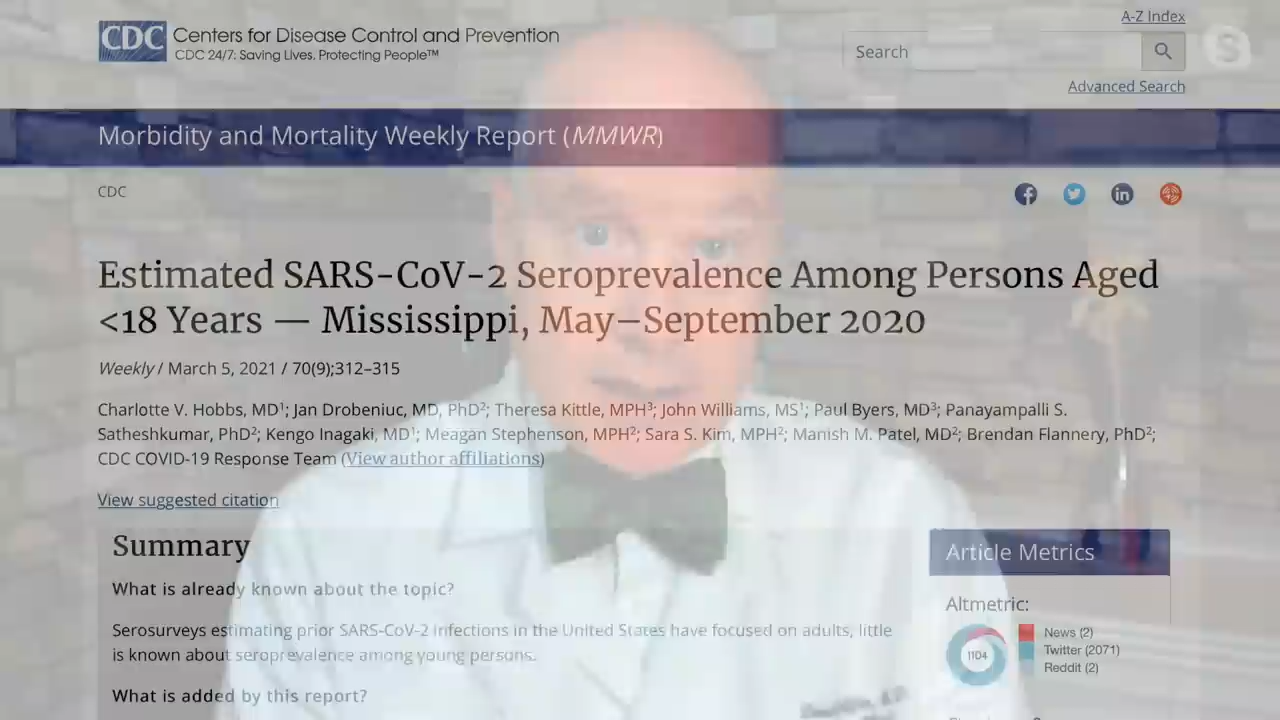 A-Z Index
CDC Centers for Disease Control and Prevention
CDC 24/7: Saving Lives. Protecting People™
Search
S
Advanced Search
Morbidity and Mortality Weekly Report (MMWR)
CDC
Estimated SARS-CoV-2 Seroprevalence Among Persons Aged
<18 Years — Mississippi, May–September 2020
Weekly / March 5, 2021 / 70(9);312–315
Charlotte V. Hobbs, MD¹; Jan Drobeniuc, MD, PhD²; Theresa Kittle, MPH³; John Williams, MS¹; Paul Byers, MD³; Panayampalli S.
Satheshkumar, PhD²; Kengo Inagaki, MD¹; Meagan Stephenson, MPH²; Sara S. Kim, MPH²; Manish M. Patel, MD²; Brendan Flannery, PhD²;
CDC COVID-19 Response Team (View author affiliations)
View suggested citation
Summary
What is already known about the topic?
Serosurveys estimating prior SARS-CoV-2 infections in the United States have focused on adults, little
is known about seroprevalence among young persons.
What is added by this report?
Article Metrics
Altmetric:
1104
News (2)
Twitter (2071)
Reddit (2)